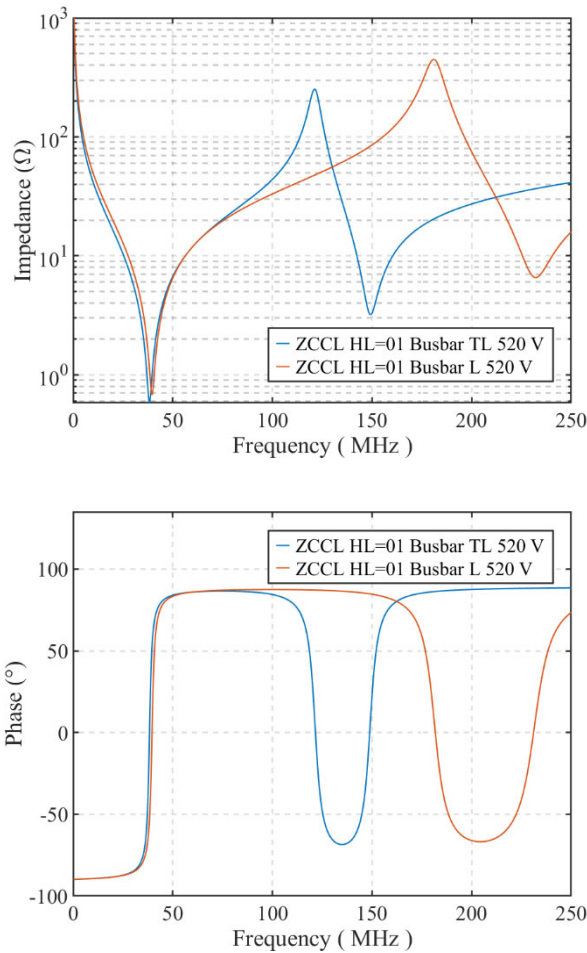 10³
10²
10¹
10⁰
Impedance (Ω)
ZCCL HL=01 Busbar TL 520 V
ZCCL HL=01 Busbar L 520 V
0 50 100 150 200 250
Frequency ( MHz )
100
50
0
-50
-100
Phase (°)
ZCCL HL=01 Busbar TL 520 V
ZCCL HL=01 Busbar L 520 V
0 50 100 150 200 250
Frequency ( MHz )